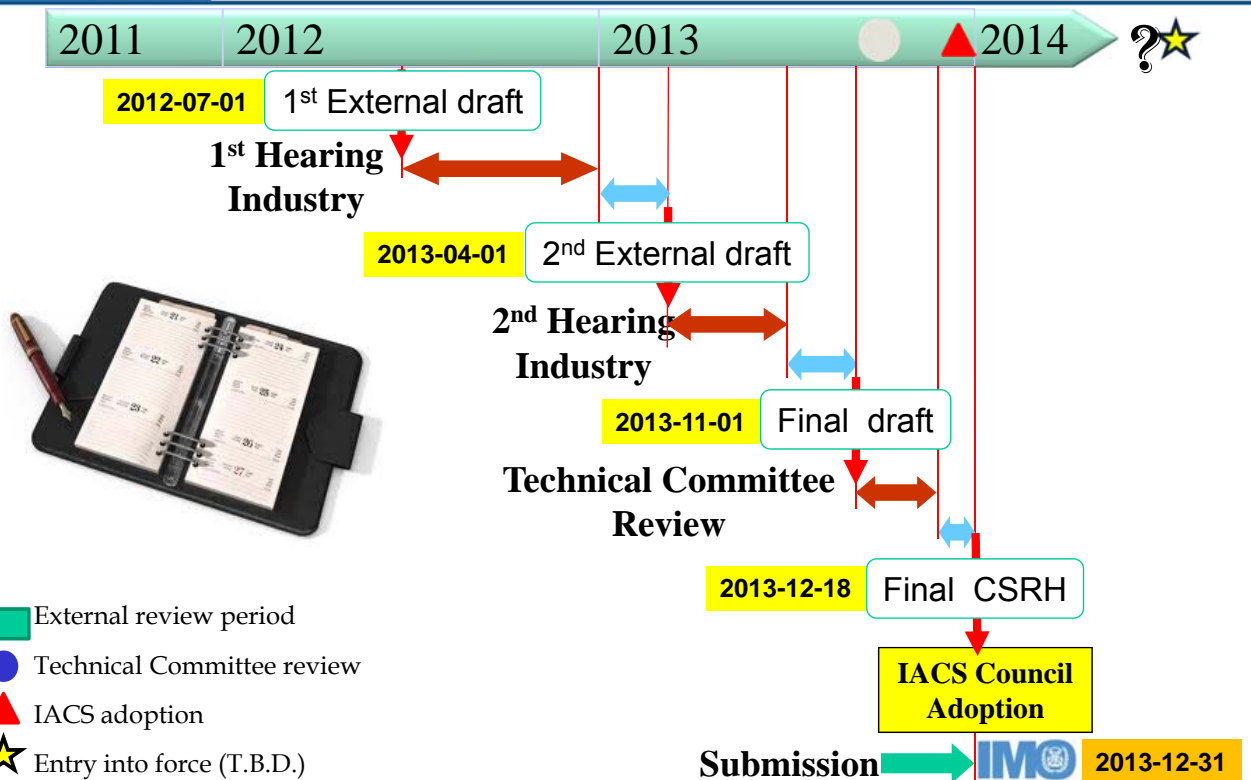 2011 2012 2013 2014 ?
2012-07-01 1st External draft
1st Hearing
Industry
2013-04-01 2nd External draft
2nd Hearing
Industry
2013-11-01 Final draft
Technical Committee
Review
2013-12-18 Final CSRH
IACS Council
Adoption
Submission IMO 2013-12-31
External review period
Technical Committee review
IACS adoption
Entry into force (T.B.D.)